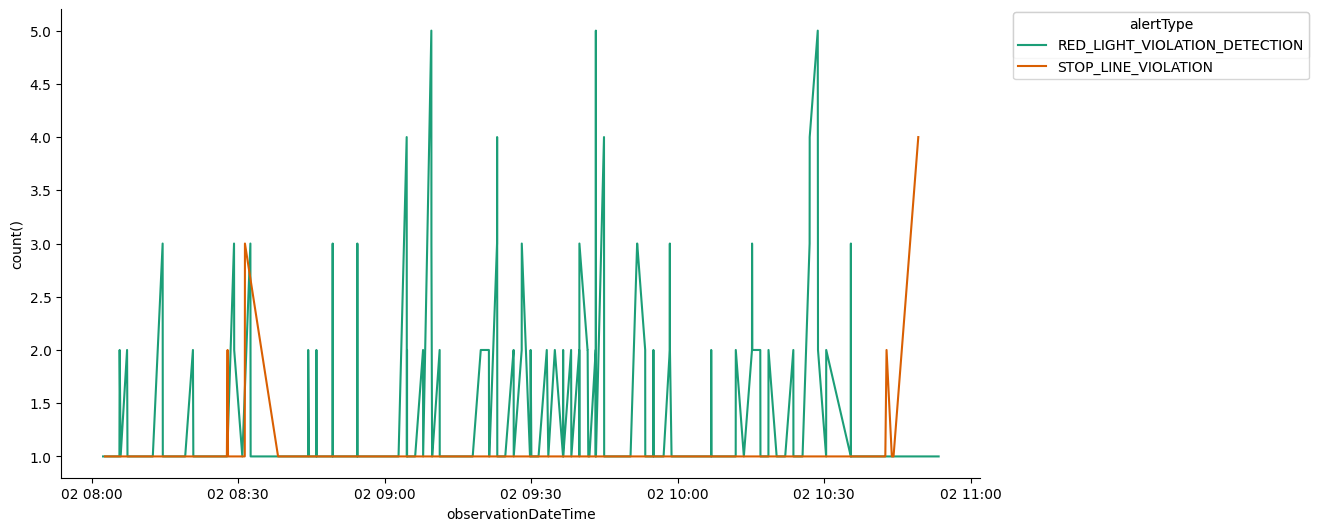 alertType
RED_LIGHT_VIOLATION_DETECTION
STOP_LINE_VIOLATION
5.0
4.5
4.0
3.5
3.0
2.5
2.0
1.5
1.0
count()
02 08:00 02 08:30 02 09:00 02 09:30 02 10:00 02 10:30 02 11:00
observationDateTime